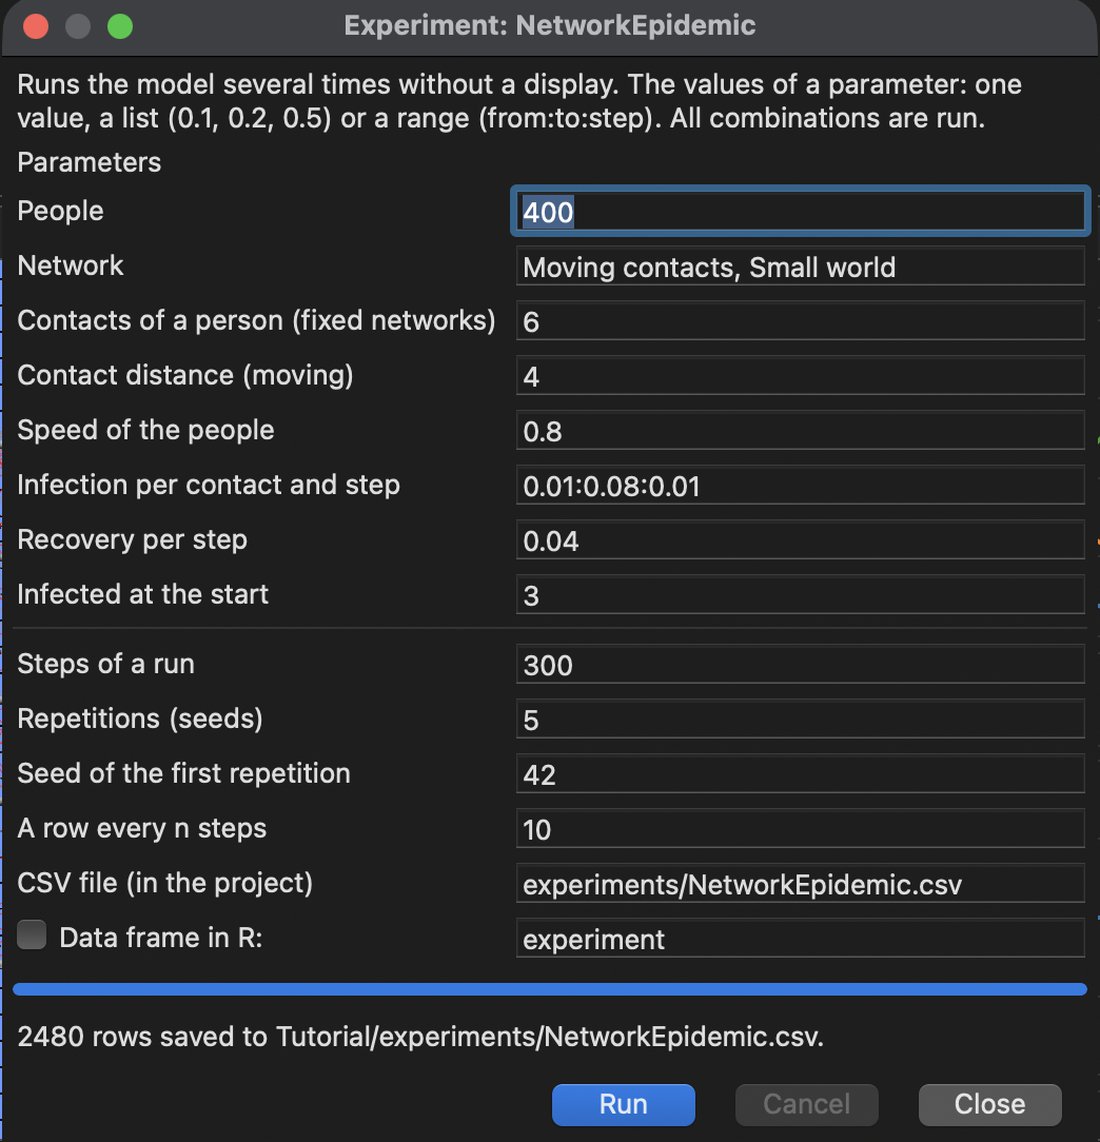 Experiment: NetworkEpidemic
Runs the model several times without a display. The values of a parameter: one
value, a list (0.1, 0.2, 0.5) or a range (from:to:step). All combinations are run.
Parameters
People 400
Network Moving contacts, Small world
Contacts of a person (fixed networks) 6
Contact distance (moving) 4
Speed of the people 0.8
Infection per contact and step 0.01:0.08:0.01
Recovery per step 0.04
Infected at the start 3
Steps of a run 300
Repetitions (seeds) 5
Seed of the first repetition 42
A row every n steps 10
CSV file (in the project) experiments/NetworkEpidemic.csv
Data frame in R: experiment
2480 rows saved to Tutorial/experiments/NetworkEpidemic.csv.
Run Cancel Close